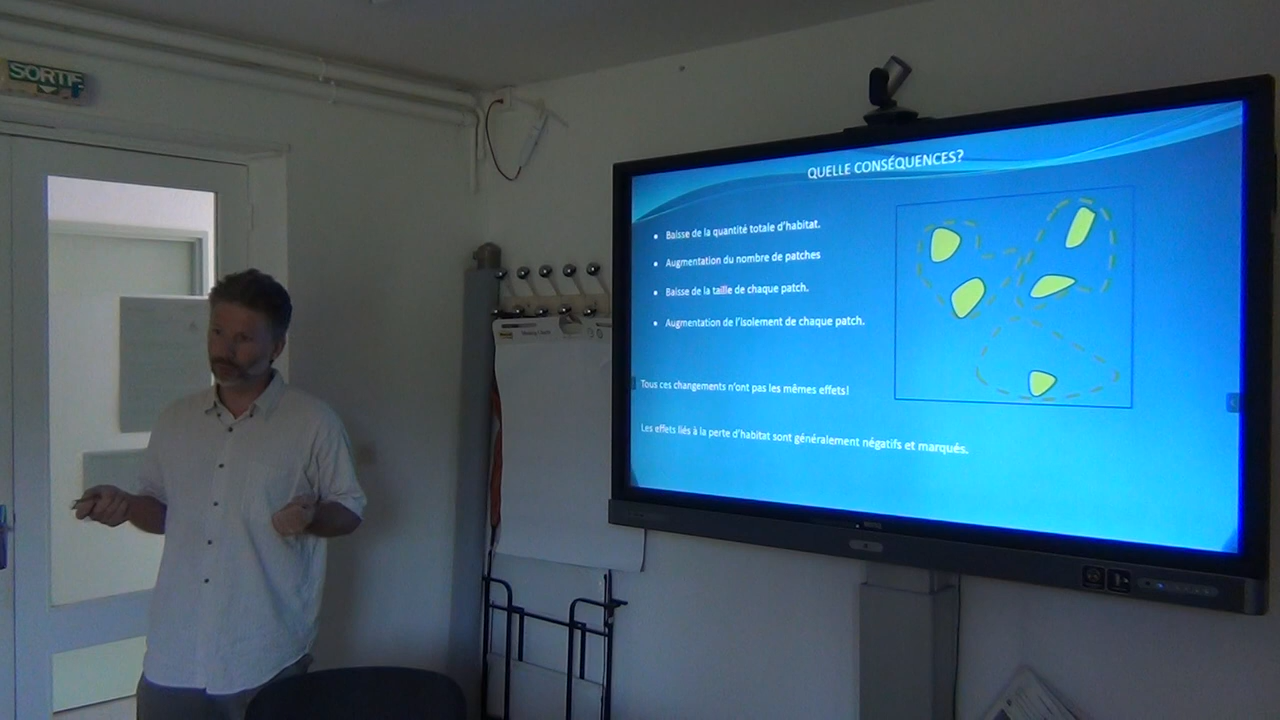 SORTIE
QUELLE CONSÉQUENCES?
Baisse de la quantité totale d'habitat.
Augmentation du nombre de patches
Baisse de la taille de chaque patch.
Augmentation de l'isolement de chaque patch.
Tous ces changements n'ont pas les mêmes effets!
Les effets liés à la perte d'habitat sont généralement négatifs et marqués.